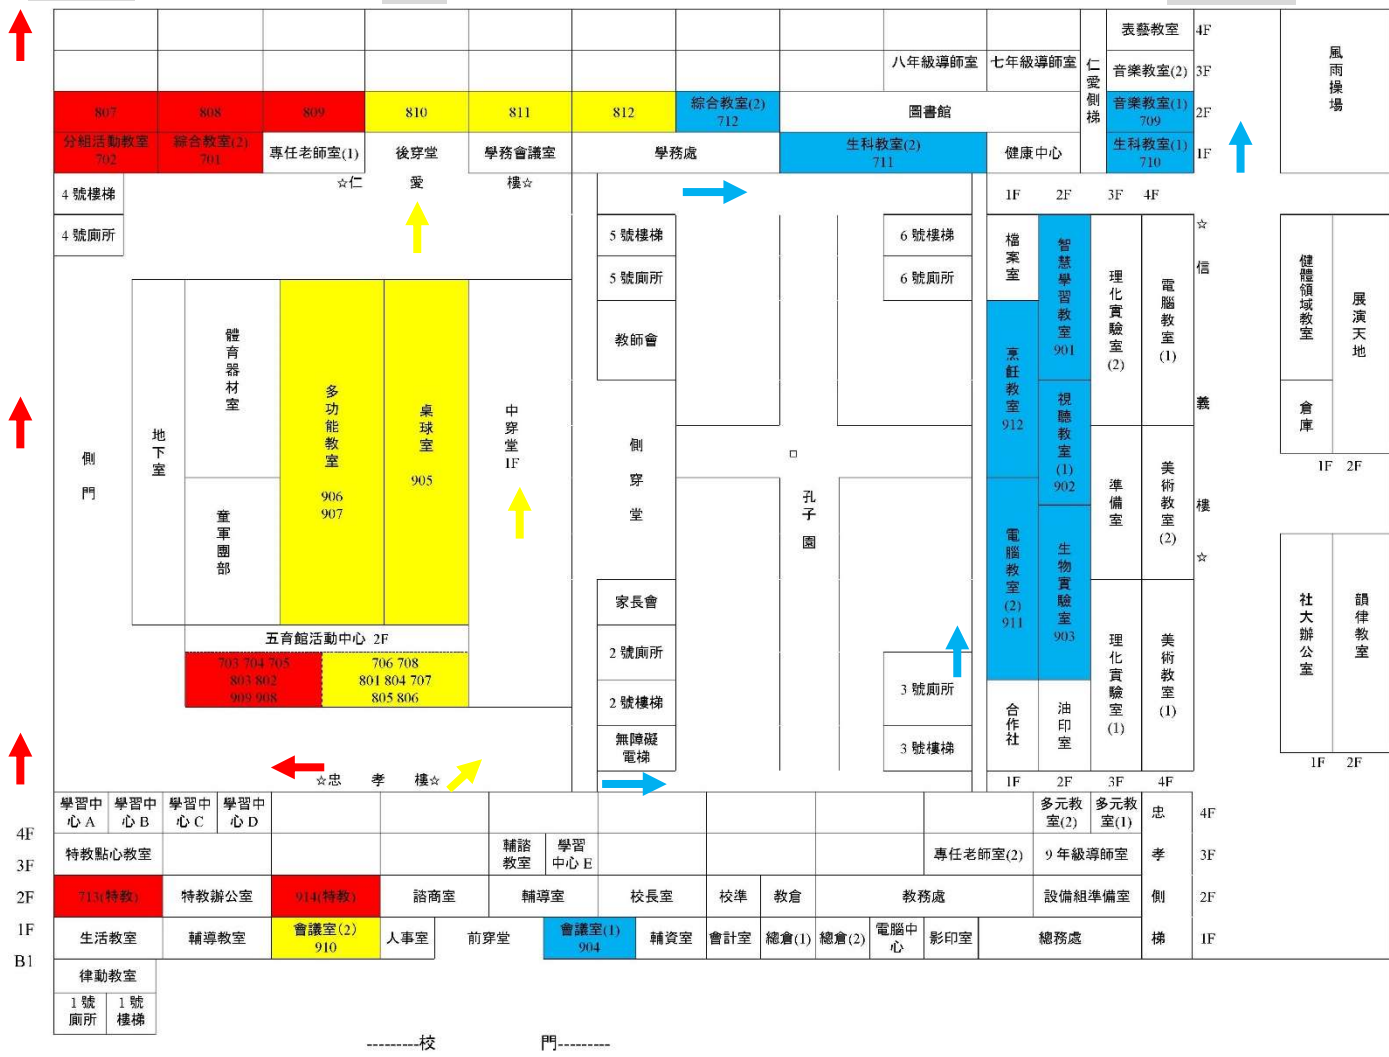 表藝教室 4F
八年級導師室 七年級導師室 音樂教室(2) 3F
仁愛側梯
風雨操場
807 808 809 810 811 812
綜合教室(2)
712
圖書館
音樂教室(1)
709
2F
分組活動教室
702
綜合教室(2)
701
專任老師室(1)
後穿堂
學務會議室
學務處
生科教室(2)
711
健康中心
生科教室(1)
710
1F
☆仁 愛 樓☆
4 號樓梯
4 號廁所
5 號樓梯
5 號廁所
教師會
6 號樓梯
6 號廁所
1F 2F 3F 4F
檔案室
智慧學習教室
901
理化實驗室
(2)
電腦教室
(1)
☆信義樓☆
健體領域教室
展演天地
倉庫
1F 2F
側門
地下室
體育器材室
童軍團部
多功能教室
906
907
桌球室
905
中穿堂
1F
側穿堂
孔子園
烹飪教室
912
視聽教室
(1)
902
準備室
美術教室
(2)
電腦教室
(2)
911
生物實驗室
903
社大辦公室
韻律教室
1F 2F
五育館活動中心 2F
703 704 705
803 802
909 908
706 708
801 804 707
805 806
家長會
2 號廁所
2 號樓梯
無障礙
電梯
3 號廁所
3 號樓梯
合作社
油印室
理化實驗室
(1)
美術教室
(1)
1F 2F 3F 4F
☆忠 孝 樓☆
4F
學習中
心 A
學習中
心 B
學習中
心 C
學習中
心 D
多元教
室(2)
多元教
室(1)
忠孝側梯
4F
3F
特教點心教室
輔諮
教室
學習
中心 E
專任老師室(2)
9 年級導師室
3F
2F
713(特教)
特教辦公室
914(特教)
諮商室
輔導室
校長室
校準
教倉
教務處
設備組準備室
2F
1F
生活教室
輔導教室
會議室(2)
910
人事室
前穿堂
會議室(1)
904
輔資室
會計室
總倉(1)
總倉(2)
電腦中
心
影印室
總務處
1F
B1
律動教室
1 號
廁所
1 號
樓梯
---------校 門---------